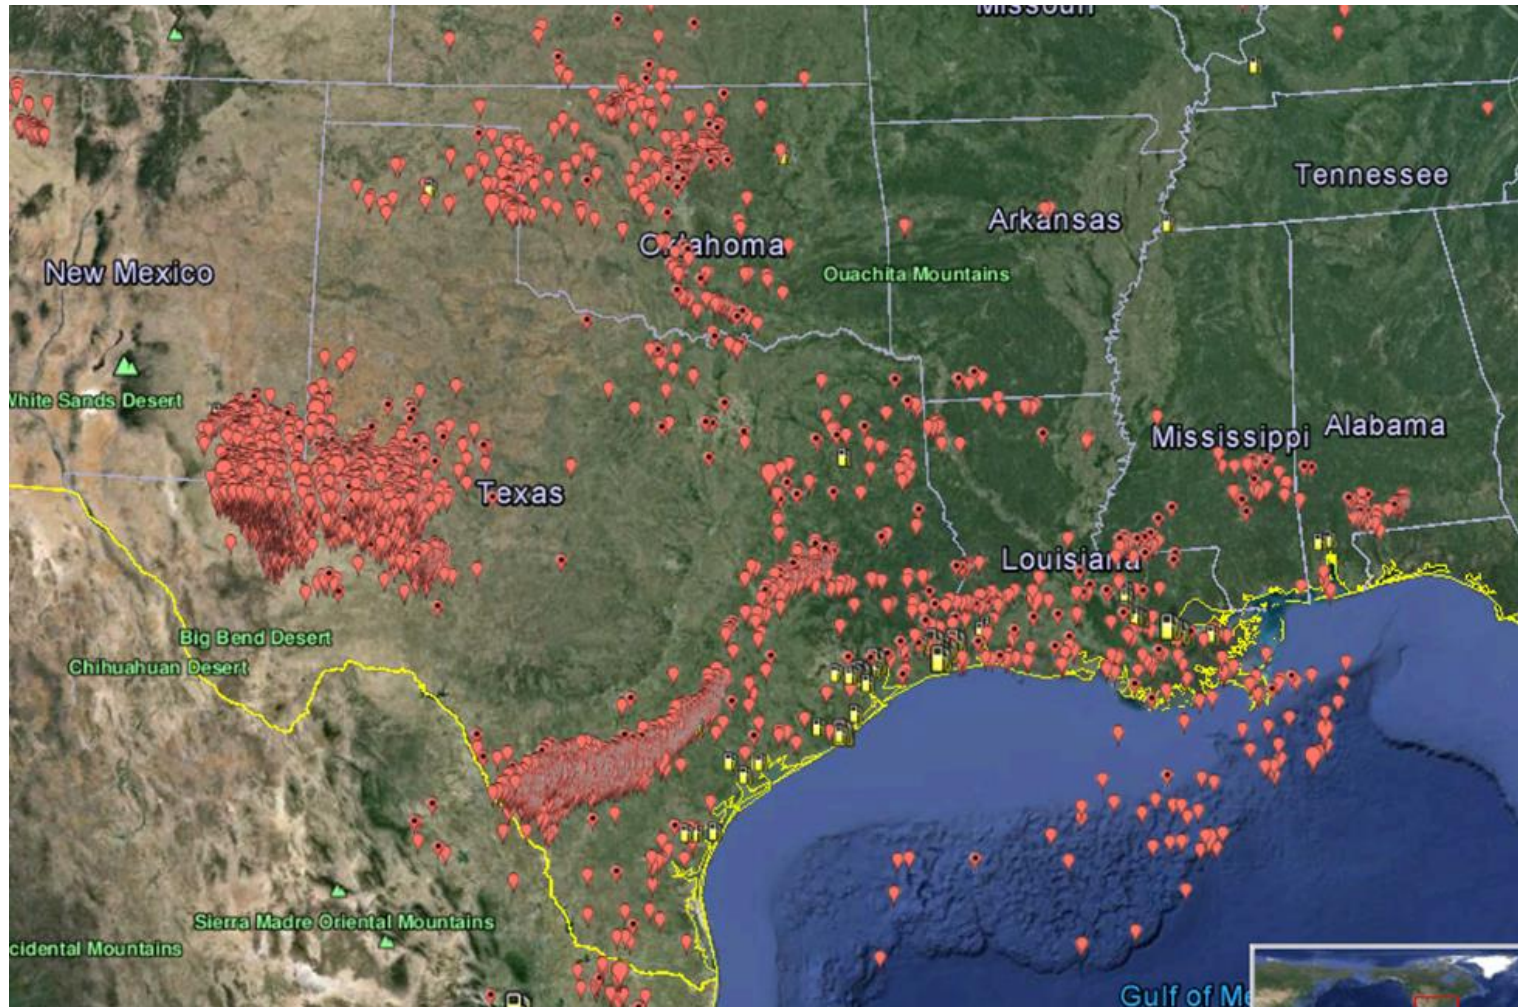 Missouri
Tennessee
Arkansas
Oklahoma
New Mexico
Ouachita Mountains
White Sands Desert
Mississippi
Alabama
Texas
Louisiana
Big Bend Desert
Chihuahuan Desert
Sierra Madre Oriental Mountains
cidental Mountains
Gulf of Me